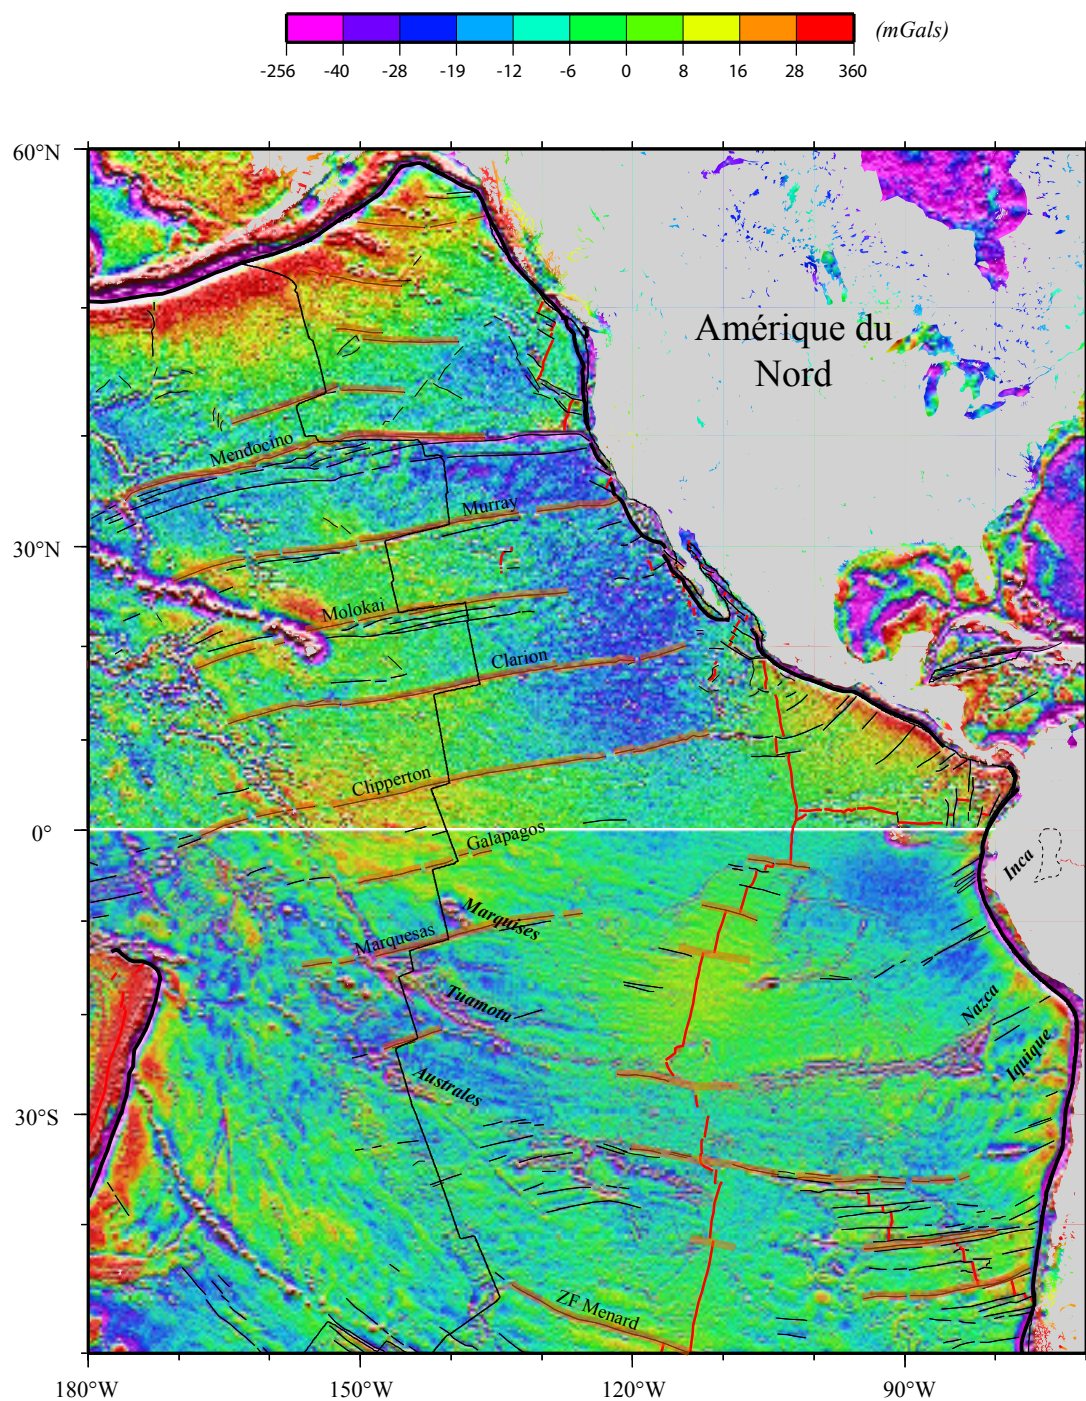 (mGals)
-256 -40 -28 -19 -12 -6 0 8 16 28 360
60°N
Amérique du
Nord
Mendocino
Murray
30°N
Molokai
Clarion
Clipperton
0°
Galapagos
Inca
Marquises
Marquesas
Tuamotu
Nazca
Iquique
Australes
30°S
ZF Menard
180°W 150°W 120°W 90°W